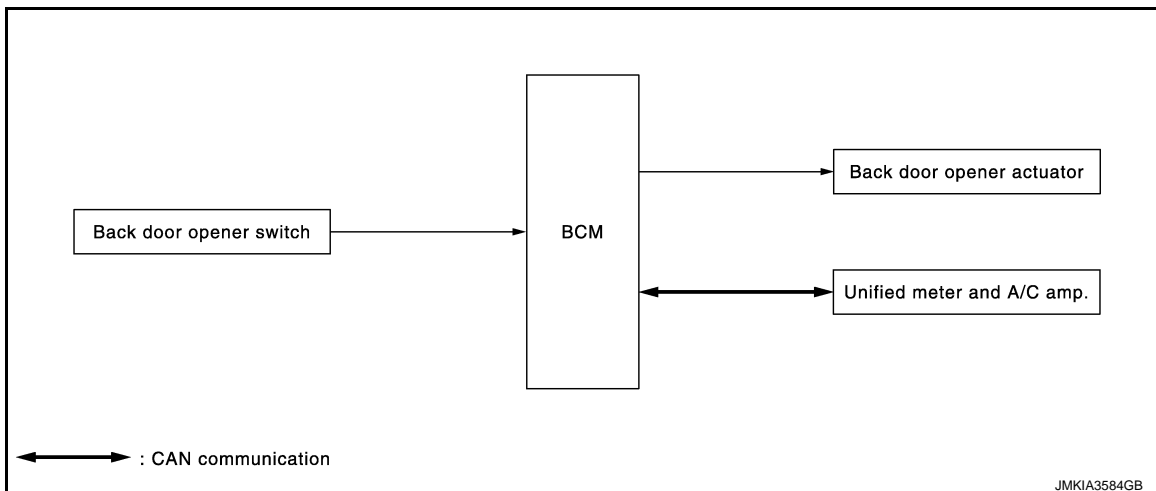 Back door opener actuator
Back door opener switch
BCM
Unified meter and A/C amp.
: CAN communication
JMKIA3584GB